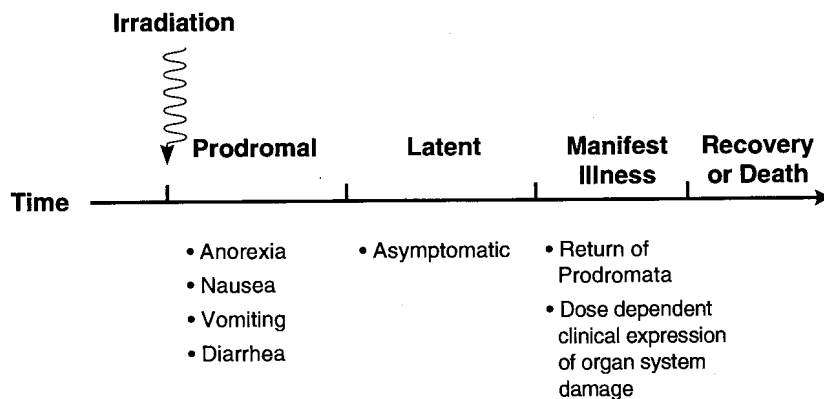 Irradiation
Prodromal
Latent
Manifest
Illness
Recovery
or Death
Time
• Anorexia
• Nausea
• Vomiting
• Diarrhea
• Asymptomatic
• Return of
Prodromata
• Dose dependent
clinical expression
of organ system
damage